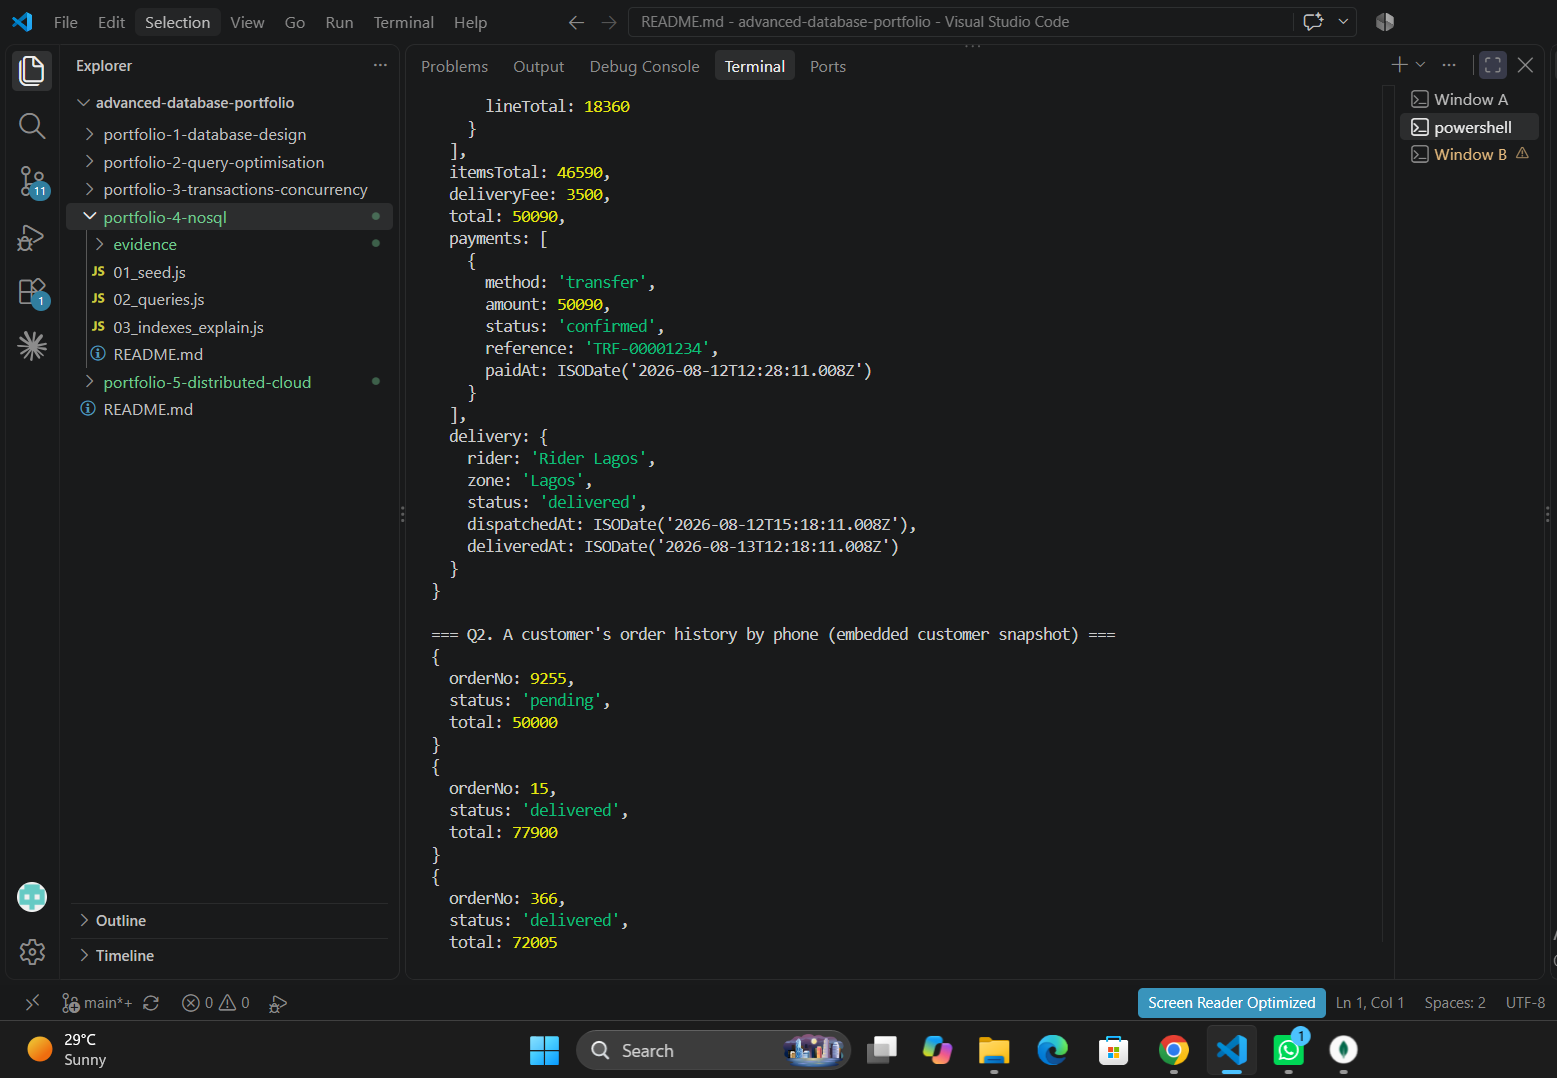 File Edit Selection View Go Run Terminal Help
README.md - advanced-database-portfolio - Visual Studio Code
Explorer
advanced-database-portfolio
portfolio-1-database-design
portfolio-2-query-optimisation
portfolio-3-transactions-concurrency
portfolio-4-nosql
evidence
JS 01_seed.js
JS 02_queries.js
JS 03_indexes_explain.js
README.md
portfolio-5-distributed-cloud
README.md
11
1
Outline
Timeline
Problems Output Debug Console Terminal Ports
lineTotal: 18360
}
],
itemsTotal: 46590,
deliveryFee: 3500,
total: 50090,
payments: [
{
method: 'transfer',
amount: 50090,
status: 'confirmed',
reference: 'TRF-00001234',
paidAt: ISODate('2026-08-12T12:28:11.008Z')
}
],
delivery: {
rider: 'Rider Lagos',
zone: 'Lagos',
status: 'delivered',
dispatchedAt: ISODate('2026-08-12T15:18:11.008Z'),
deliveredAt: ISODate('2026-08-13T12:18:11.008Z')
}
}
=== Q2. A customer's order history by phone (embedded customer snapshot) ===
{
orderNo: 9255,
status: 'pending',
total: 50000
}
{
orderNo: 15,
status: 'delivered',
total: 77900
}
{
orderNo: 366,
status: 'delivered',
total: 72005
Window A
powershell
Window B
main*+ 0 0
Screen Reader Optimized Ln 1, Col 1 Spaces: 2 UTF-8
29°C
Sunny
Search
1